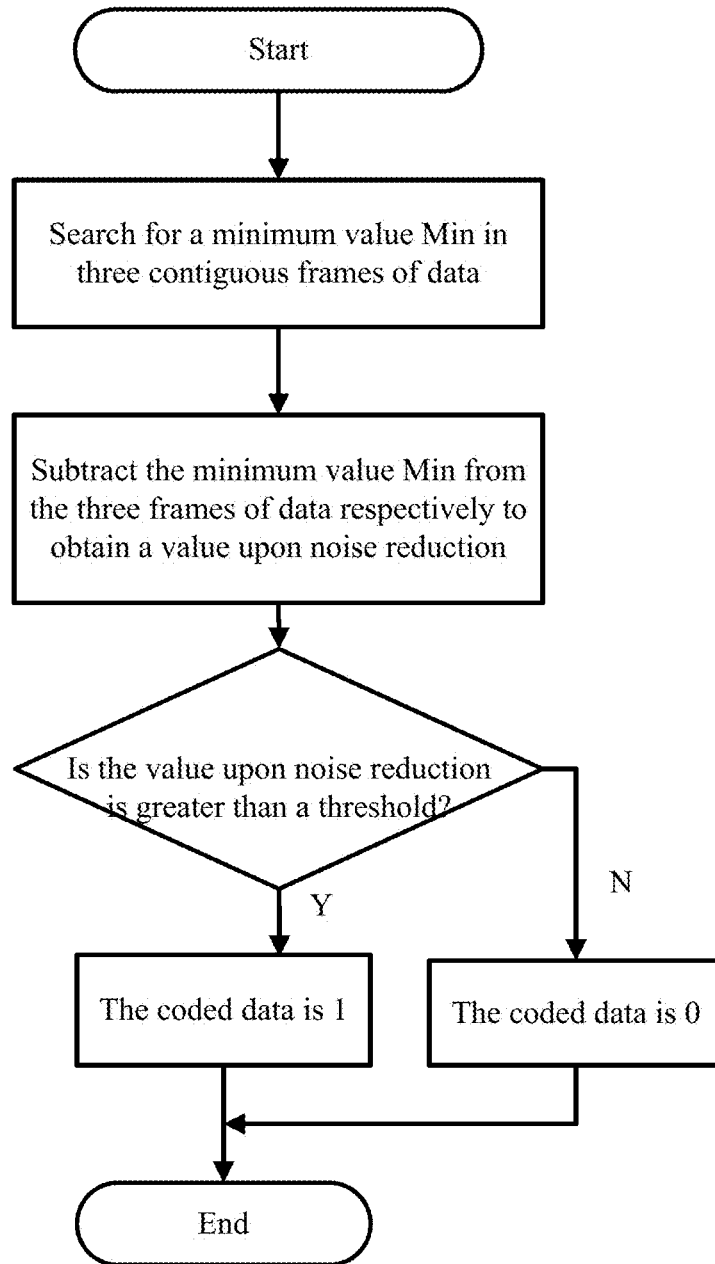 Start
Search for a minimum value Min in
three contiguous frames of data
Subtract the minimum value Min from
the three frames of data respectively to
obtain a value upon noise reduction
Is the value upon noise reduction
is greater than a threshold?
Y
N
The coded data is 1
The coded data is 0
End